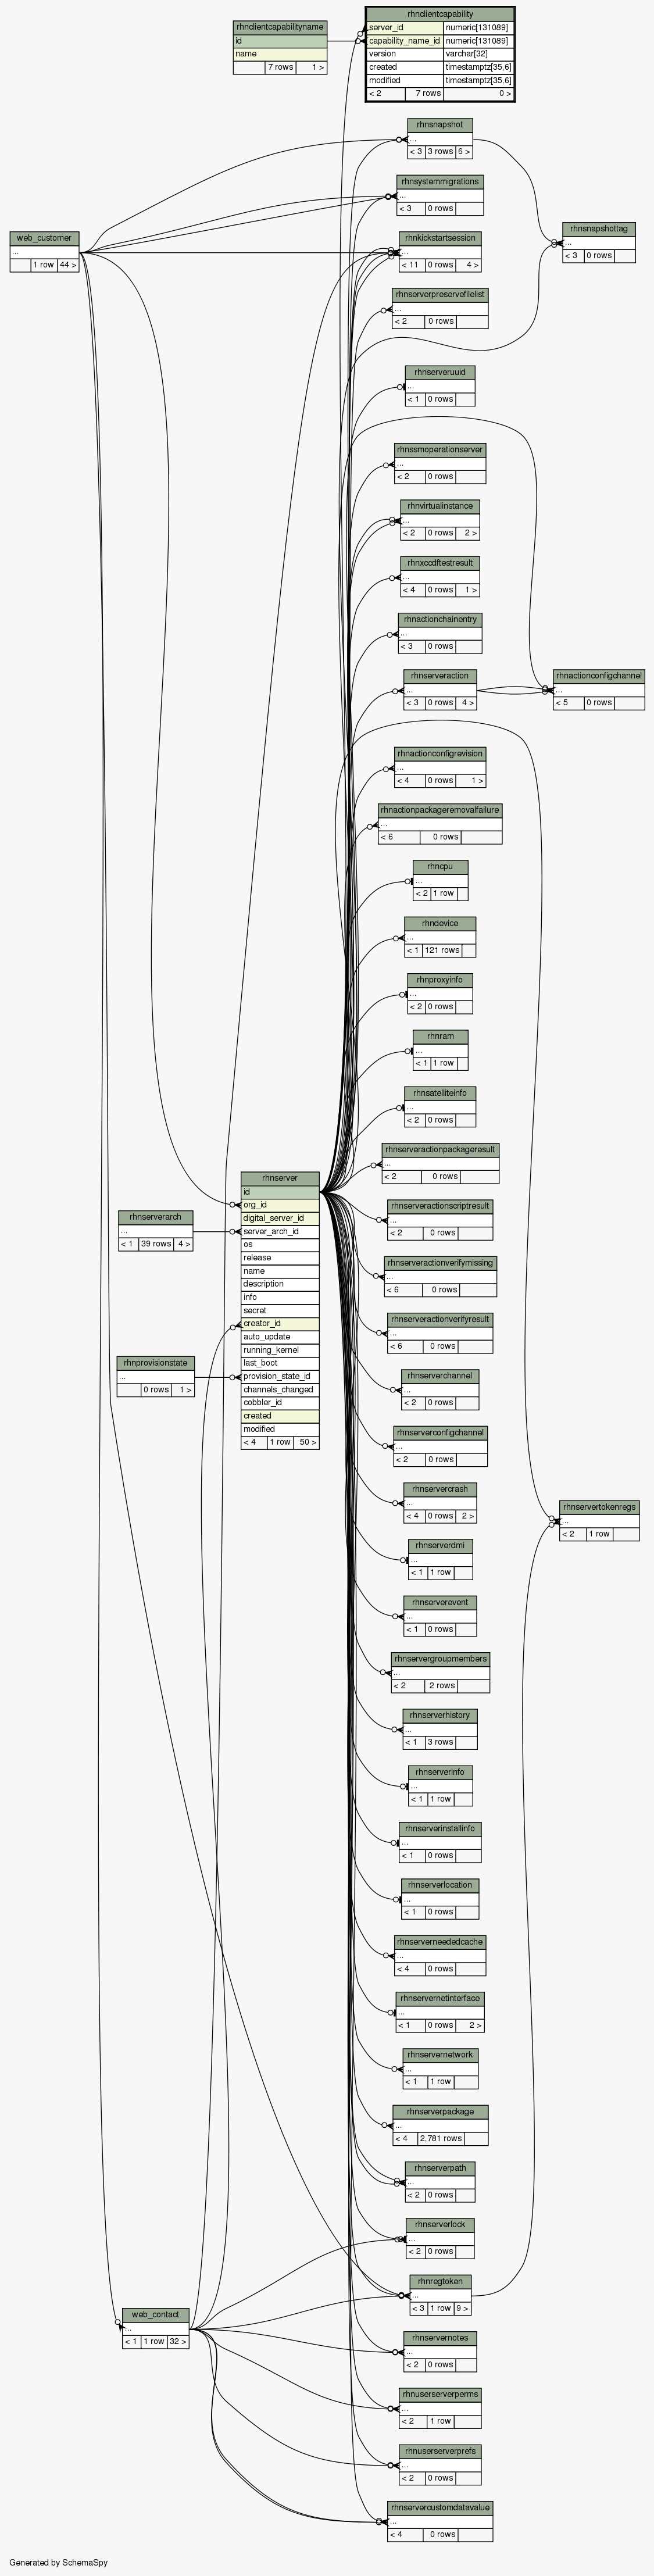 rhnclientcapabilityname
id
name
7 rows 1 >
rhnclientcapability
server_id numeric[131089]
capability_name_id numeric[131089]
version varchar[32]
created timestamptz[35,6]
modified timestamptz[35,6]
< 2 7 rows 0 >
rhnsnapshot
...
< 3 3 rows 6 >
rhnsystemmigrations
...
< 3 0 rows
web_customer
...
1 row 44 >
rhnkickstartsession
...
< 11 0 rows 4 >
rhnsnapshottag
...
< 3 0 rows
rhnserverpreservefilelist
...
< 2 0 rows
rhnserveruuid
...
< 1 0 rows
rhnssmoperationserver
...
< 2 0 rows
rhnvirtualinstance
...
< 2 0 rows 2 >
rhnxccdftestresult
...
< 4 0 rows 1 >
rhnactionchainentry
...
< 3 0 rows
rhnserveraction
...
< 3 0 rows 4 >
rhnactionconfigchannel
...
< 5 0 rows
rhnactionconfigrevision
...
< 4 0 rows 1 >
rhnactionpackageremovalfailure
...
< 6 0 rows
rhncpu
...
< 2 1 row
rhndevice
...
< 1 121 rows
rhnproxyinfo
...
< 2 0 rows
rhnram
...
< 1 1 row
rhnsatelliteinfo
...
< 2 0 rows
rhnserveractionpackageresult
...
< 2 0 rows
rhnserver
id
org_id
digital_server_id
server_arch_id
os
release
name
description
info
secret
creator_id
auto_update
running_kernel
last_boot
provision_state_id
channels_changed
cobbler_id
created
modified
< 4 1 row 50 >
rhnserverarch
...
< 1 39 rows 4 >
rhnprovisionstate
...
0 rows 1 >
rhnserveractionscriptresult
...
< 2 0 rows
rhnserveractionverifymissing
...
< 6 0 rows
rhnserveractionverifyresult
...
< 6 0 rows
rhnserverchannel
...
< 2 0 rows
rhnserverconfigchannel
...
< 2 0 rows
rhnservercrash
...
< 4 0 rows 2 >
rhnservertokenregs
...
< 2 1 row
rhnserverdmi
...
< 1 1 row
rhnserverevent
...
< 1 0 rows
rhnservergroupmembers
...
< 2 2 rows
rhnserverhistory
...
< 1 3 rows
rhnserverinfo
...
< 1 1 row
rhnserverinstallinfo
...
< 1 0 rows
rhnserverlocation
...
< 1 0 rows
rhnserverneededcache
...
< 4 0 rows
rhnservernetinterface
...
< 1 0 rows 2 >
rhnservernetwork
...
< 1 1 row
rhnserverpackage
...
< 4 2,781 rows
rhnserverpath
...
< 2 0 rows
rhnserverlock
...
< 2 0 rows
rhnregtoken
...
< 3 1 row 9 >
web_contact
...
< 1 1 row 32 >
rhnservernotes
...
< 2 0 rows
rhnuserserverperms
...
< 2 1 row
rhnuserserverprefs
...
< 2 0 rows
rhnservercustomdatavalue
...
< 4 0 rows
Generated by SchemaSpy